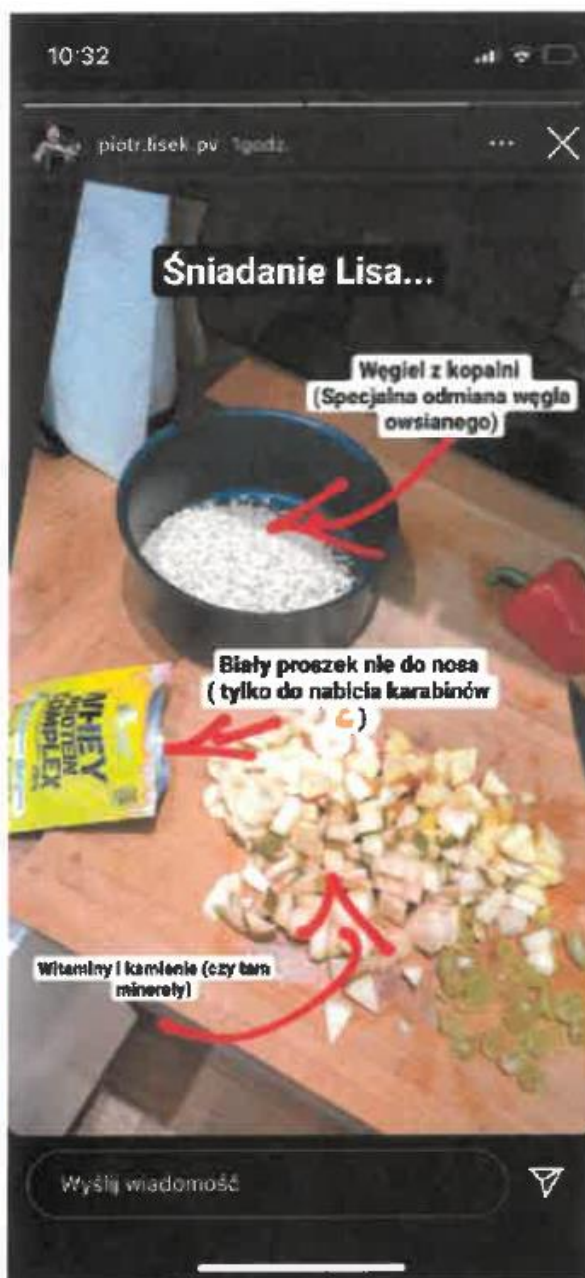 10:32
piotr.lisek.pv 1godz.
Śniadanie Lisa...
Węgiel z kopalni
(Specjalna odmiana węgla
owsianego)
Biały proszek nie do nosa
( tylko do nabicia karabinów
💪 )
WHEY
PROTEIN
COMPLEX
Witaminy i kamienie (czy tam
minerały)
Wyślij wiadomość